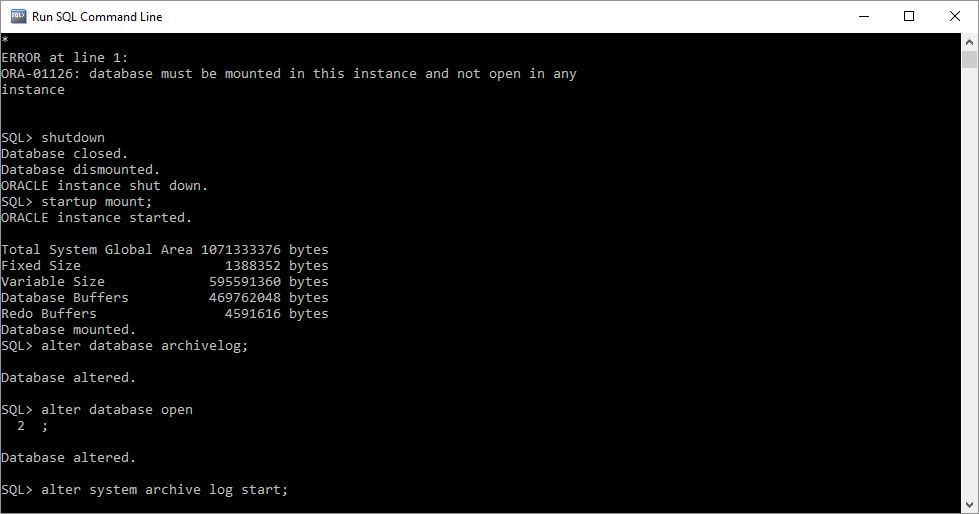 Run SQL Command Line
*
ERROR at line 1:
ORA-01126: database must be mounted in this instance and not open in any
instance
SQL> shutdown
Database closed.
Database dismounted.
ORACLE instance shut down.
SQL> startup mount;
ORACLE instance started.
Total System Global Area 1071333376 bytes
Fixed Size                  1388352 bytes
Variable Size             595591360 bytes
Database Buffers          469762048 bytes
Redo Buffers                4591616 bytes
Database mounted.
SQL> alter database archivelog;
Database altered.
SQL> alter database open
  2  ;
Database altered.
SQL> alter system archive log start;